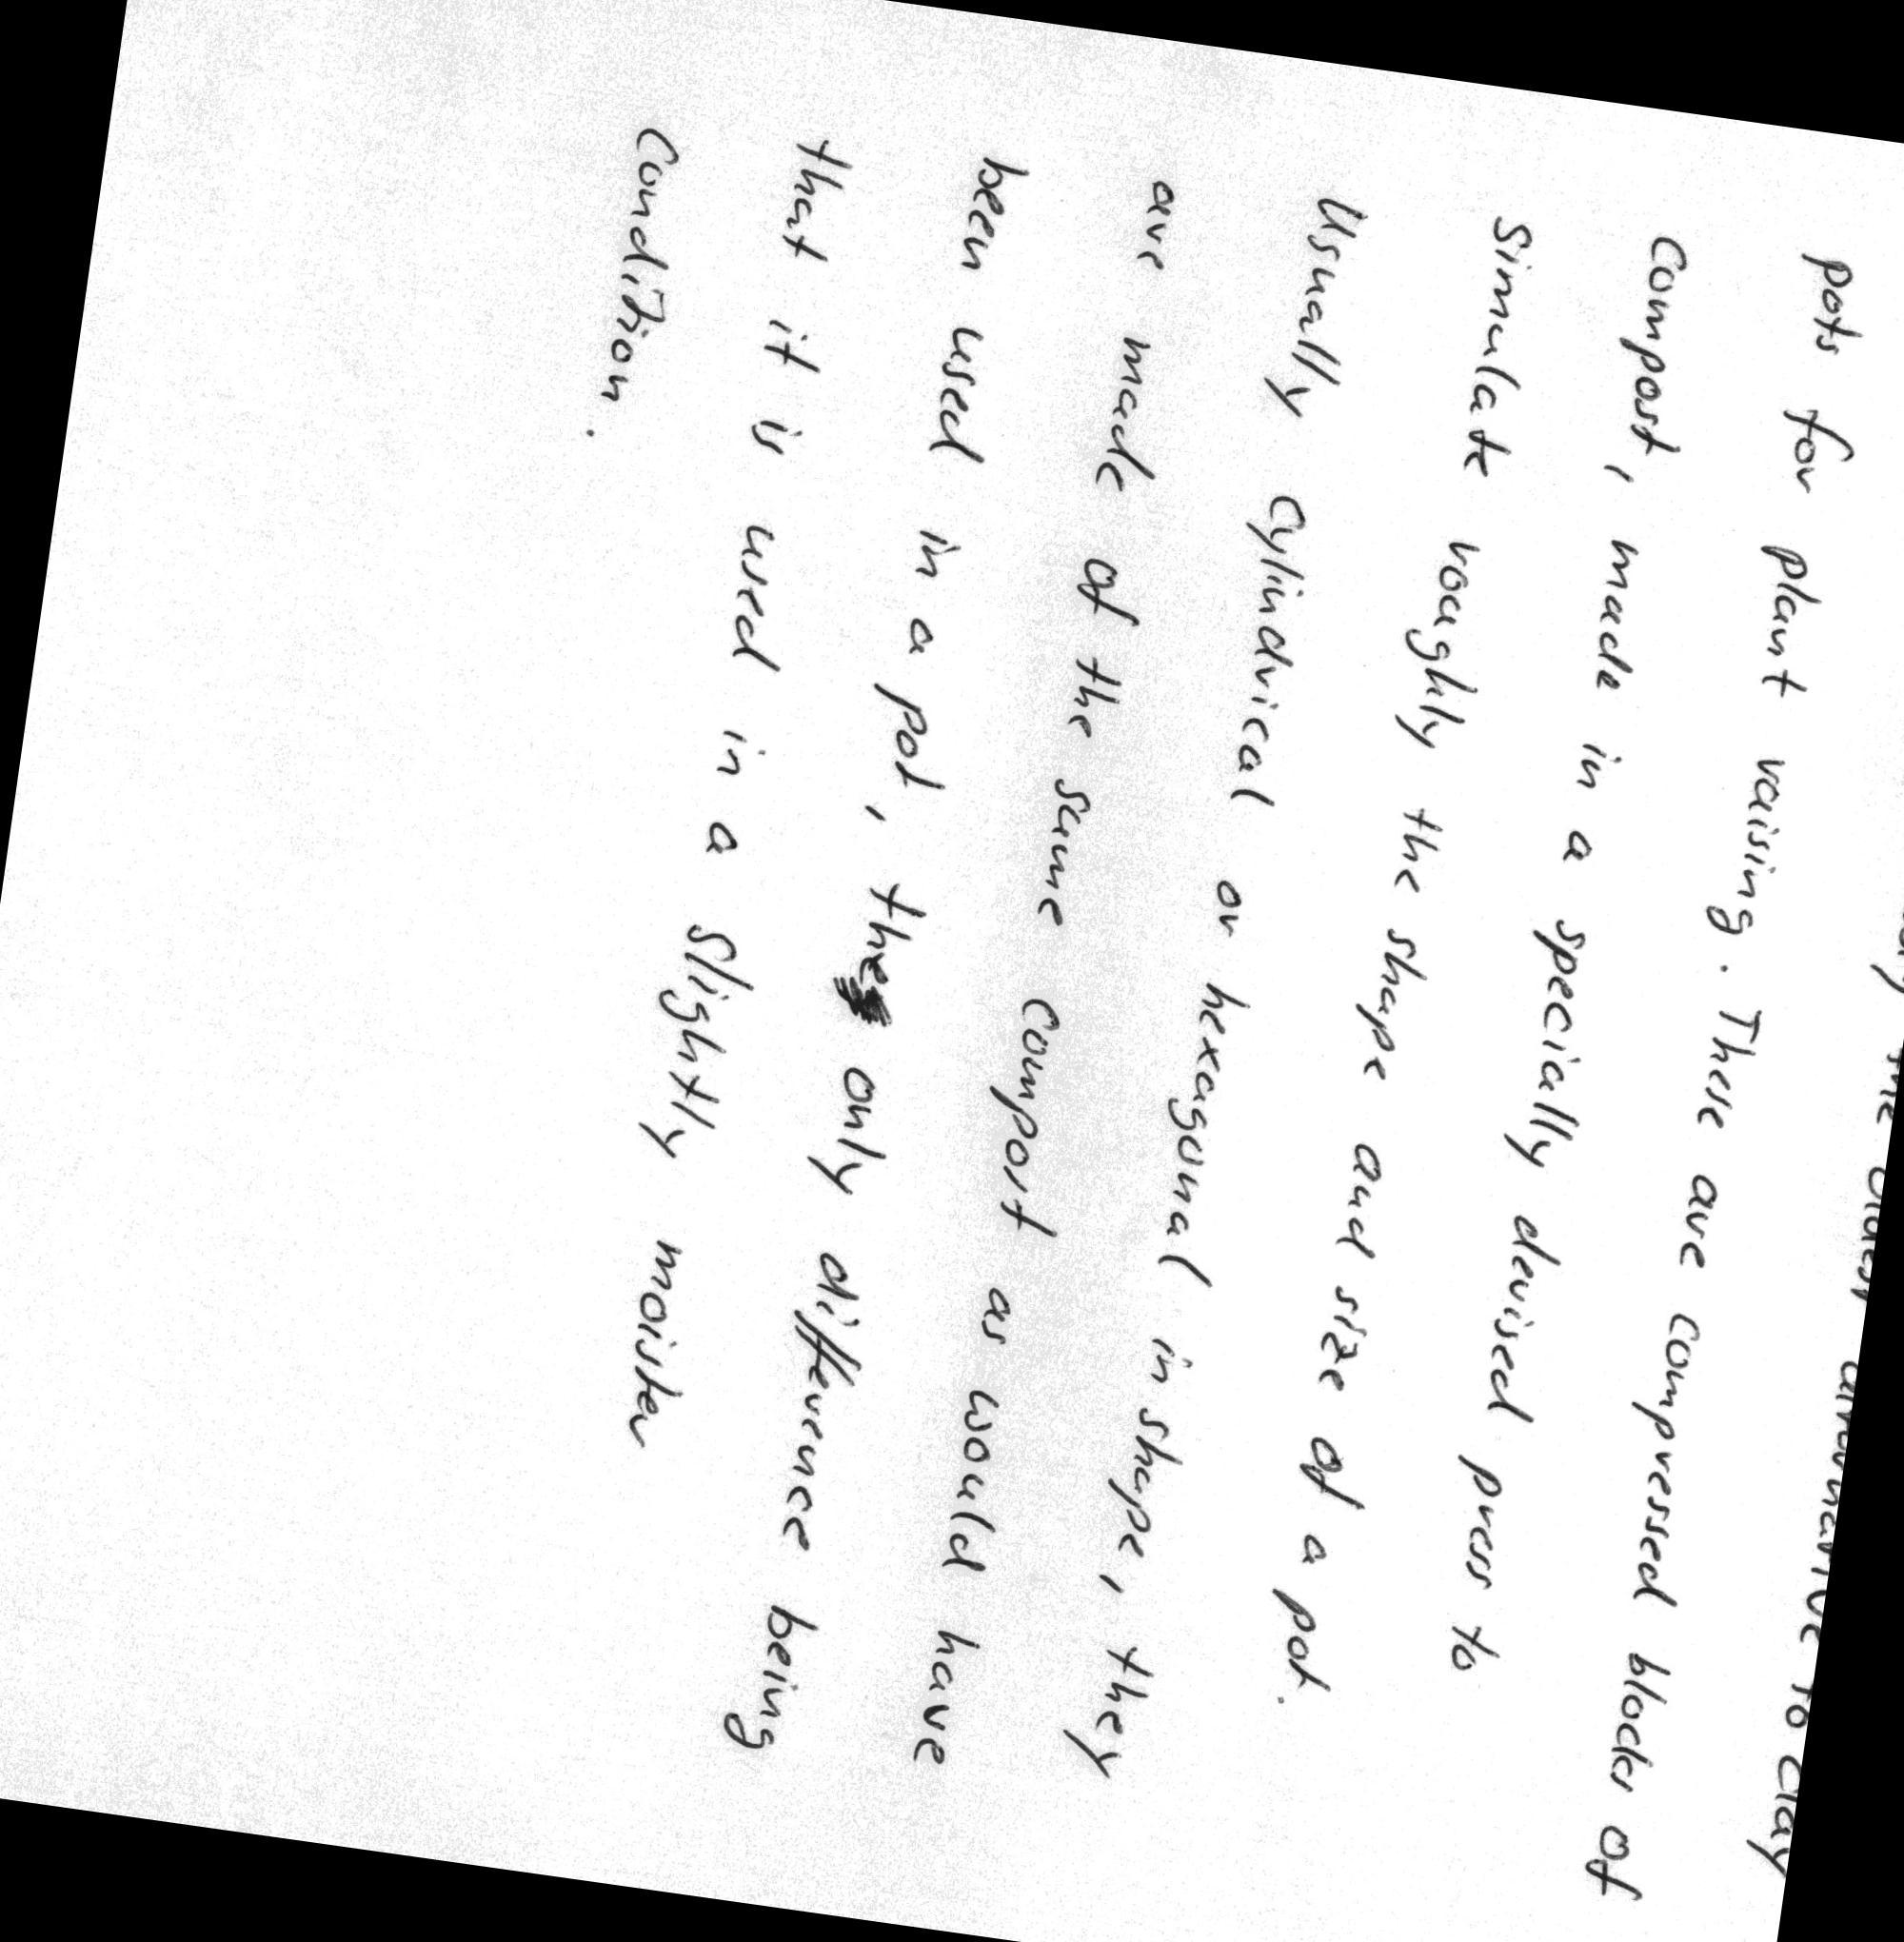 the oldest alternative to clay
pots for plant raising. These are compressed blocks of
compost, made in a specially devised press to
simulate roughly the shape and size of a pot.
Usually cylindrical or hexagonal in shape, they
are made of the same compost as would have
been used in a pot, the only difference being
that it is used in a slightly moister
condition.